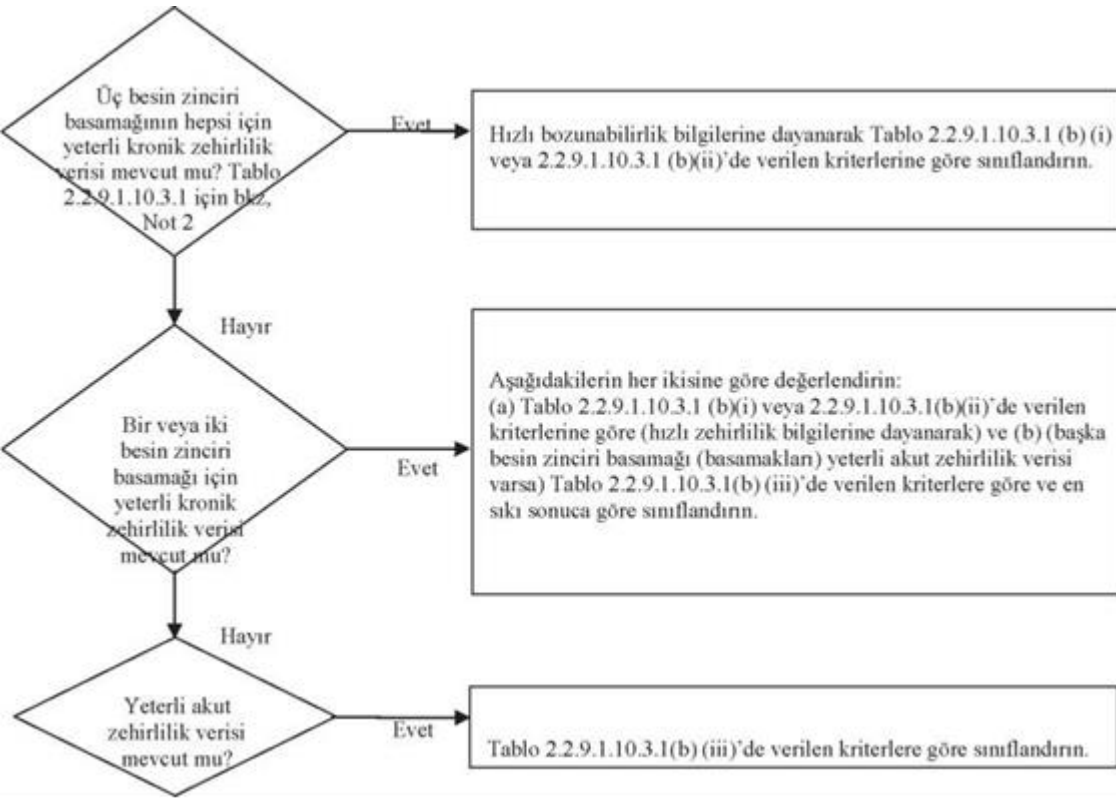 Üç besin zinciri
basamağının hepsi için
yeterli kronik zehirlilik
verisi mevcut mu? Tablo
2.2.9.1.10.3.1 için bkz,
Not 2
Evet
Hızlı bozunabilirlik bilgilerine dayanarak Tablo 2.2.9.1.10.3.1 (b) (i)
veya 2.2.9.1.10.3.1 (b)(ii)'de verilen kriterlerine göre sınıflandırın.
Hayır
Bir veya iki
besin zinciri
basamağı için
yeterli kronik
zehirlilik verisi
mevcut mu?
Evet
Aşağıdakilerin her ikisine göre değerlendirin:
(a) Tablo 2.2.9.1.10.3.1 (b)(i) veya 2.2.9.1.10.3.1(b)(ii)'de verilen
kriterlerine göre (hızlı zehirlilik bilgilerine dayanarak) ve (b) (başka
besin zinciri basamağı (basamakları) yeterli akut zehirlilik verisi
varsa) Tablo 2.2.9.1.10.3.1(b) (iii)'de verilen kriterlere göre ve en
sıkı sonuca göre sınıflandırın.
Hayır
Yeterli akut
zehirlilik verisi
mevcut mu?
Evet
Tablo 2.2.9.1.10.3.1(b) (iii)'de verilen kriterlere göre sınıflandırın.